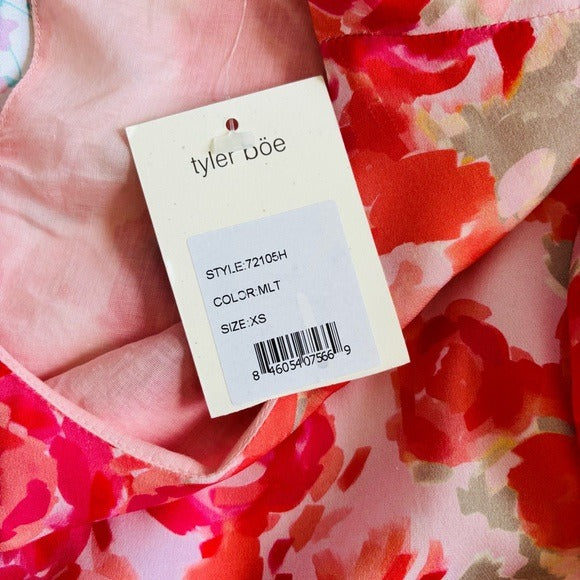 tyler böe
STYLE:72105H
COLOR:MLT
SIZE:XS
8 46054 07566 9